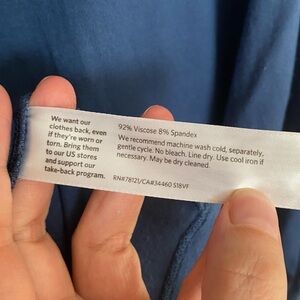 We want our
clothes back, even
if they're worn or
torn. Bring them
to our US stores
and support our
take-back program.
92% Viscose 8% Spandex
We recommend machine wash cold, separately,
gentle cycle. No bleach. Line dry. Use cool iron if
necessary. May be dry cleaned.
RN#78121/CA#34460 S18VF